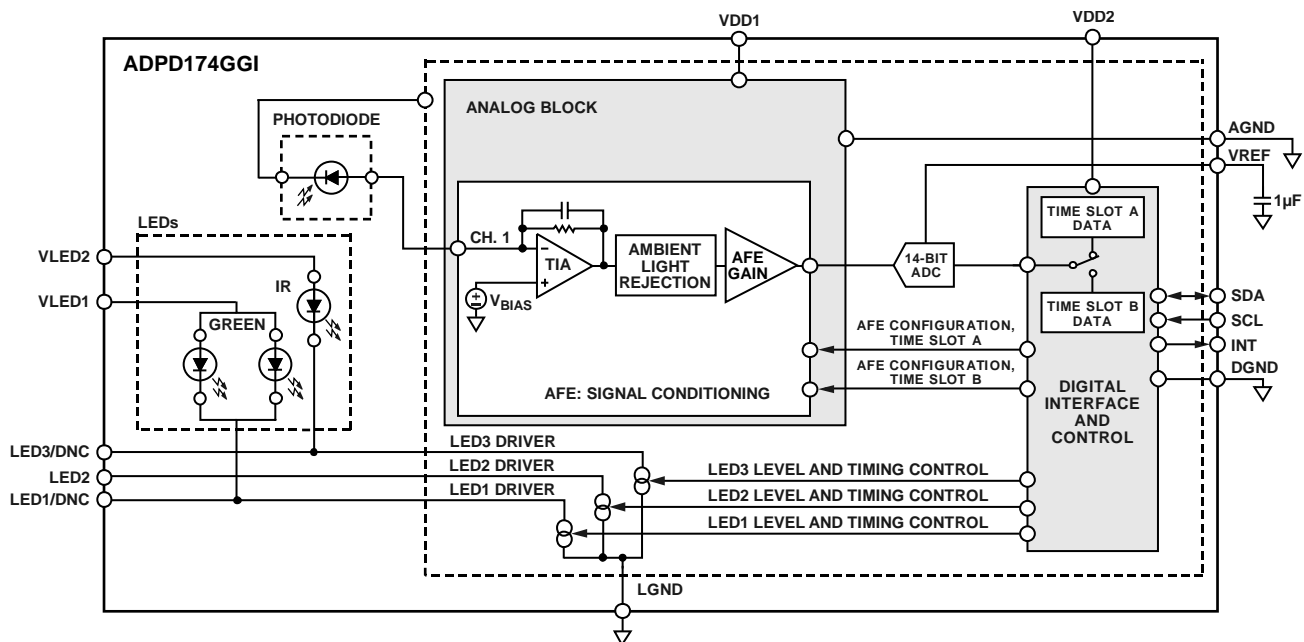 VDD1
VDD2
ADPD174GGI
ANALOG BLOCK
PHOTODIODE
AGND
VREF
1µF
LEDs
TIME SLOT A
DATA
CH. 1
TIA
AMBIENT
LIGHT
REJECTION
AFE
GAIN
14-BIT
ADC
VLED2
IR
VBIAS
TIME SLOT B
DATA
SDA
VLED1
GREEN
SCL
AFE CONFIGURATION,
TIME SLOT A
INT
AFE CONFIGURATION,
TIME SLOT B
DGND
AFE: SIGNAL CONDITIONING
DIGITAL
INTERFACE
AND
CONTROL
LED3/DNC
LED3 DRIVER
LED2
LED2 DRIVER
LED3 LEVEL AND TIMING CONTROL
LED1/DNC
LED1 DRIVER
LED2 LEVEL AND TIMING CONTROL
LED1 LEVEL AND TIMING CONTROL
LGND